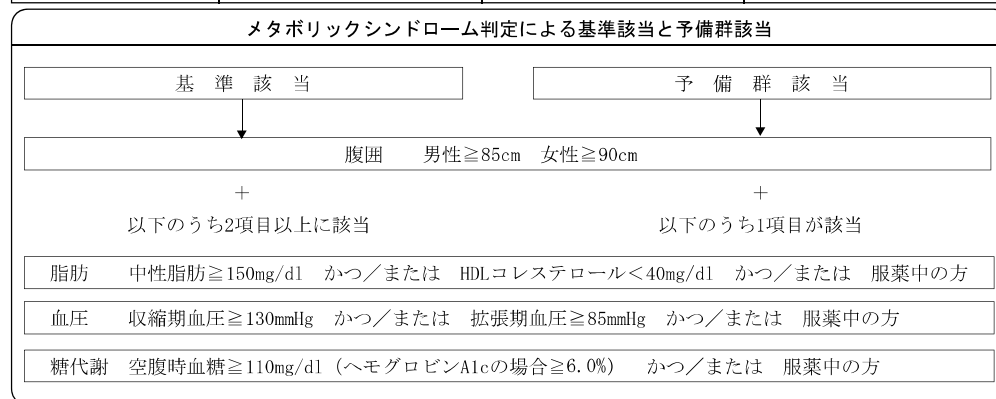 メタボリックシンドローム判定による基準該当と予備群該当
基 準 該 当
予 備 群 該 当
腹囲 男性≧85cm 女性≧90cm
＋
＋
以下のうち2項目以上に該当
以下のうち1項目が該当
脂肪 中性脂肪≧150mg/dl かつ／または HDLコレステロール＜40mg/dl かつ／または 服薬中の方
血圧 収縮期血圧≧130mmHg かつ／または 拡張期血圧≧85mmHg かつ／または 服薬中の方
糖代謝 空腹時血糖≧110mg/dl (ヘモグロビンA1cの場合≧6.0%) かつ／または 服薬中の方